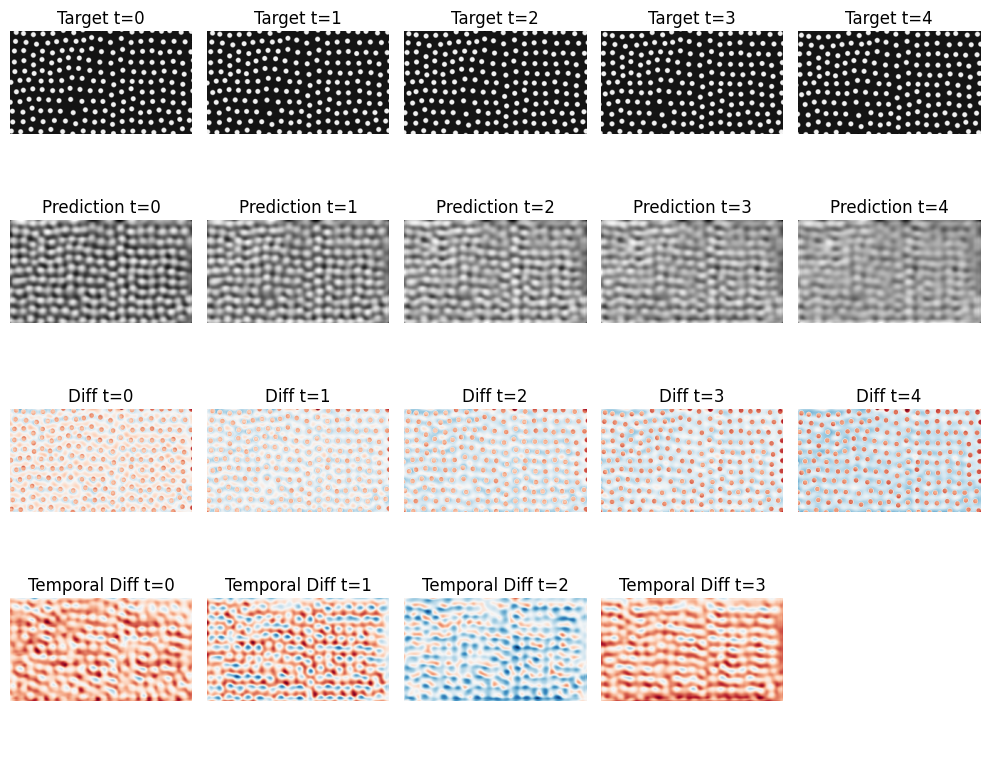 Target t=0 Target t=1 Target t=2 Target t=3 Target t=4
Prediction t=0 Prediction t=1 Prediction t=2 Prediction t=3 Prediction t=4
Diff t=0 Diff t=1 Diff t=2 Diff t=3 Diff t=4
Temporal Diff t=0 Temporal Diff t=1 Temporal Diff t=2 Temporal Diff t=3